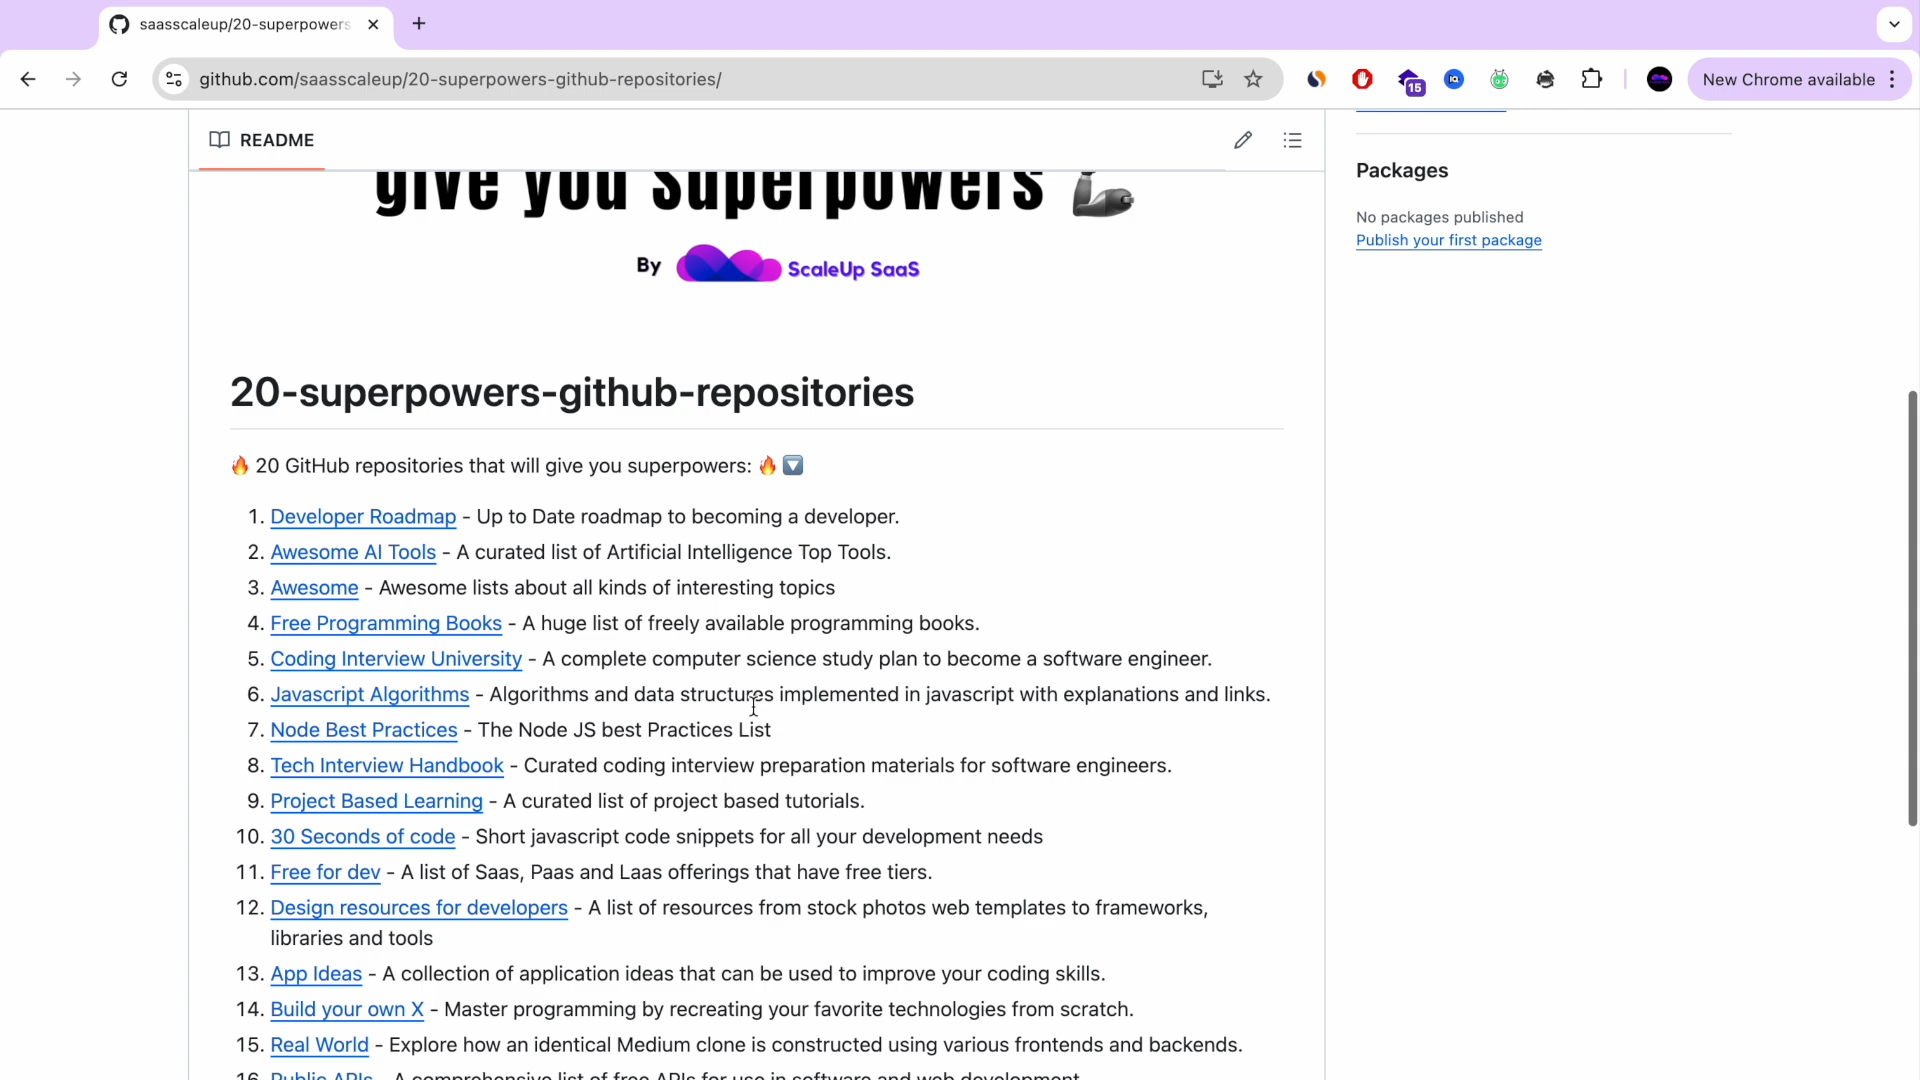 saasscaleup/20-superpowers
github.com/saasscaleup/20-superpowers-github-repositories/
15
New Chrome available
README
Packages
No packages published
Publish your first package
give you Superpowers
By ScaleUp SaaS
20-superpowers-github-repositories
🔥 20 GitHub repositories that will give you superpowers: 🔥 🔽
1. Developer Roadmap - Up to Date roadmap to becoming a developer.
2. Awesome AI Tools - A curated list of Artificial Intelligence Top Tools.
3. Awesome - Awesome lists about all kinds of interesting topics
4. Free Programming Books - A huge list of freely available programming books.
5. Coding Interview University - A complete computer science study plan to become a software engineer.
6. Javascript Algorithms - Algorithms and data structures implemented in javascript with explanations and links.
7. Node Best Practices - The Node JS best Practices List
8. Tech Interview Handbook - Curated coding interview preparation materials for software engineers.
9. Project Based Learning - A curated list of project based tutorials.
10. 30 Seconds of code - Short javascript code snippets for all your development needs
11. Free for dev - A list of Saas, Paas and Laas offerings that have free tiers.
12. Design resources for developers - A list of resources from stock photos web templates to frameworks,
libraries and tools
13. App Ideas - A collection of application ideas that can be used to improve your coding skills.
14. Build your own X - Master programming by recreating your favorite technologies from scratch.
15. Real World - Explore how an identical Medium clone is constructed using various frontends and backends.
16. Public APIs - A comprehensive list of free APIs for use in software and web development